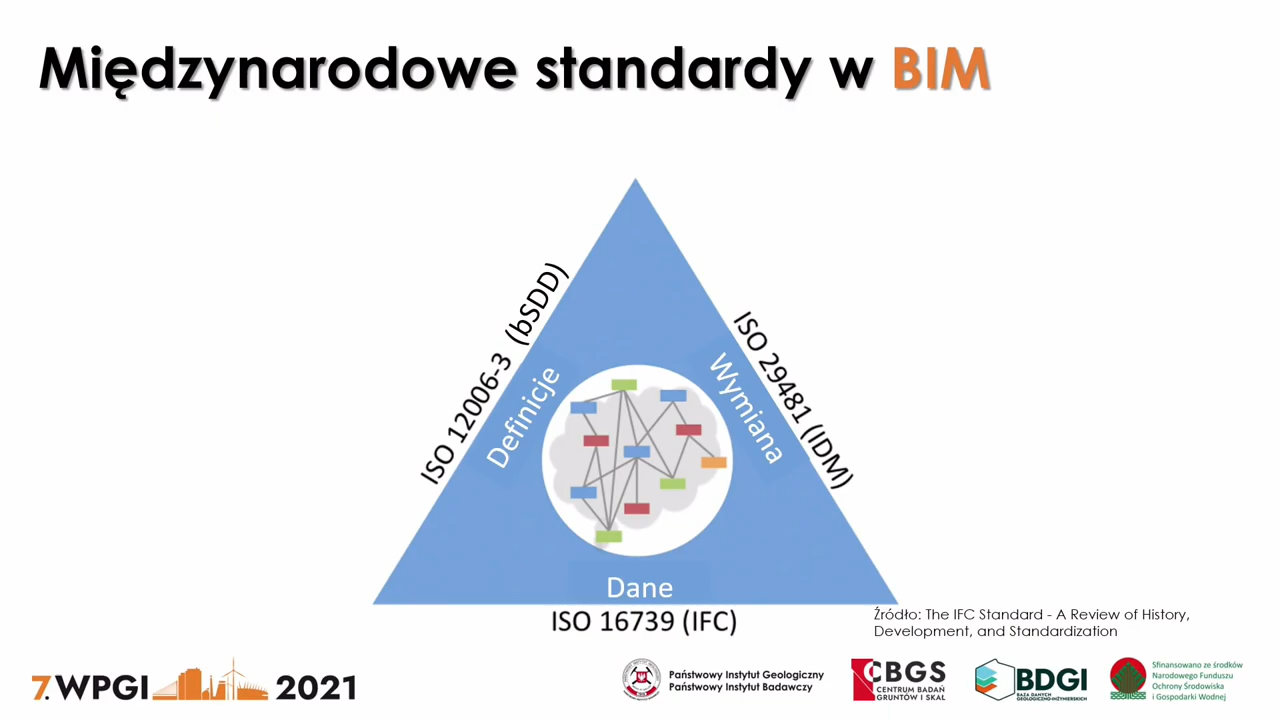 Międzynarodowe standardy w BIM
ISO 12006-3 (bSDD)
Definicje
Wymiana
ISO 29481 (IDM)
Dane
ISO 16739 (IFC)
Źródło: The IFC Standard - A Review of History,
Development, and Standardization
7. WPGI 2021
Państwowy Instytut Geologiczny
Państwowy Instytut Badawczy
CBGS
CENTRUM BADAŃ
GRUNTÓW I SKAŁ
BDGI
BAZA DANYCH
GEOLOGICZNO-INŻYNIERSKICH
Sfinansowano ze środków
Narodowego Funduszu
Ochrony Środowiska
i Gospodarki Wodnej